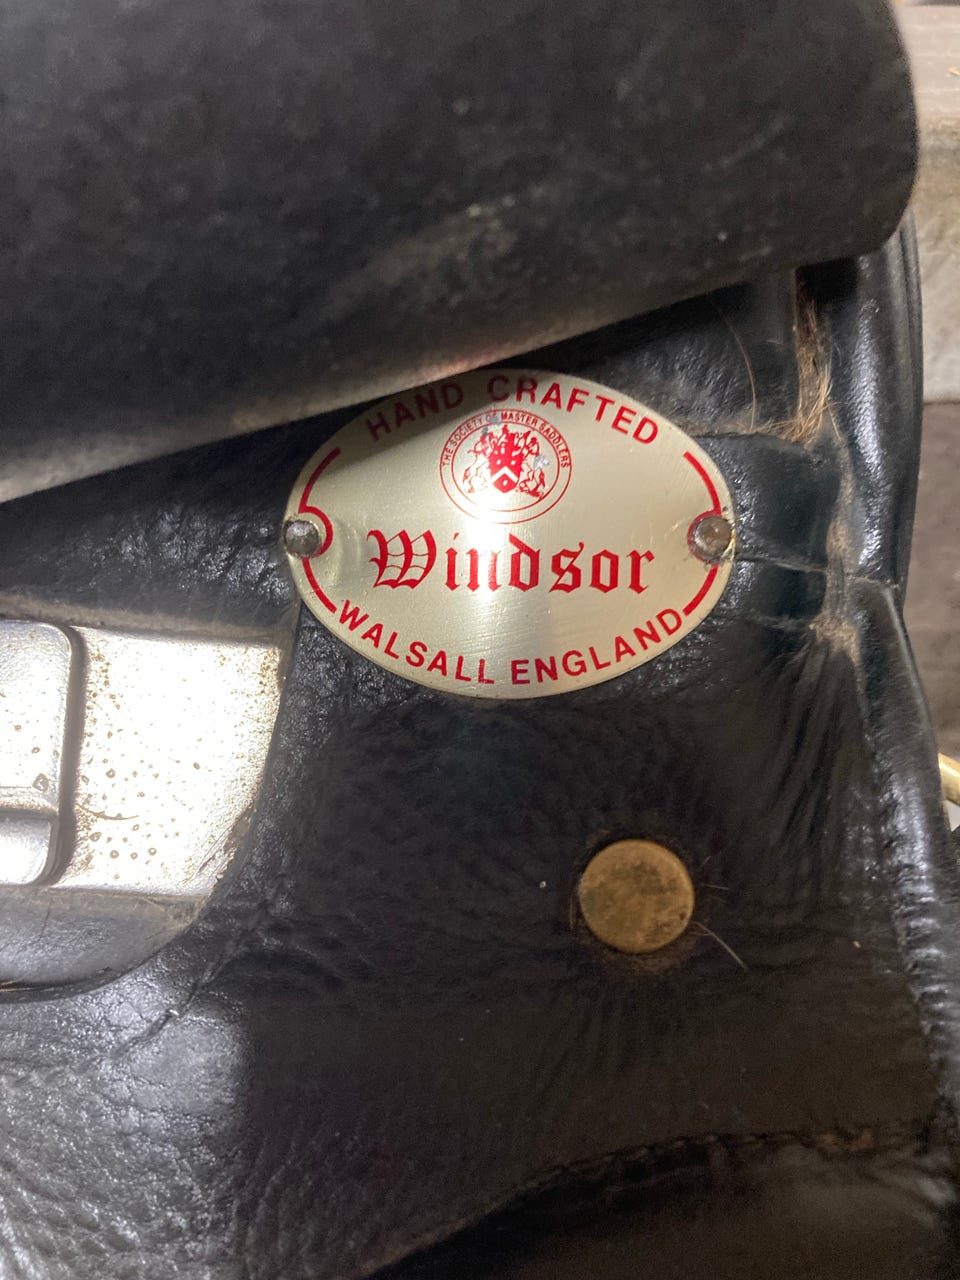 HAND CRAFTED
THE SOCIETY OF MASTER SADDLERS
Windsor
WALSALL ENGLAND